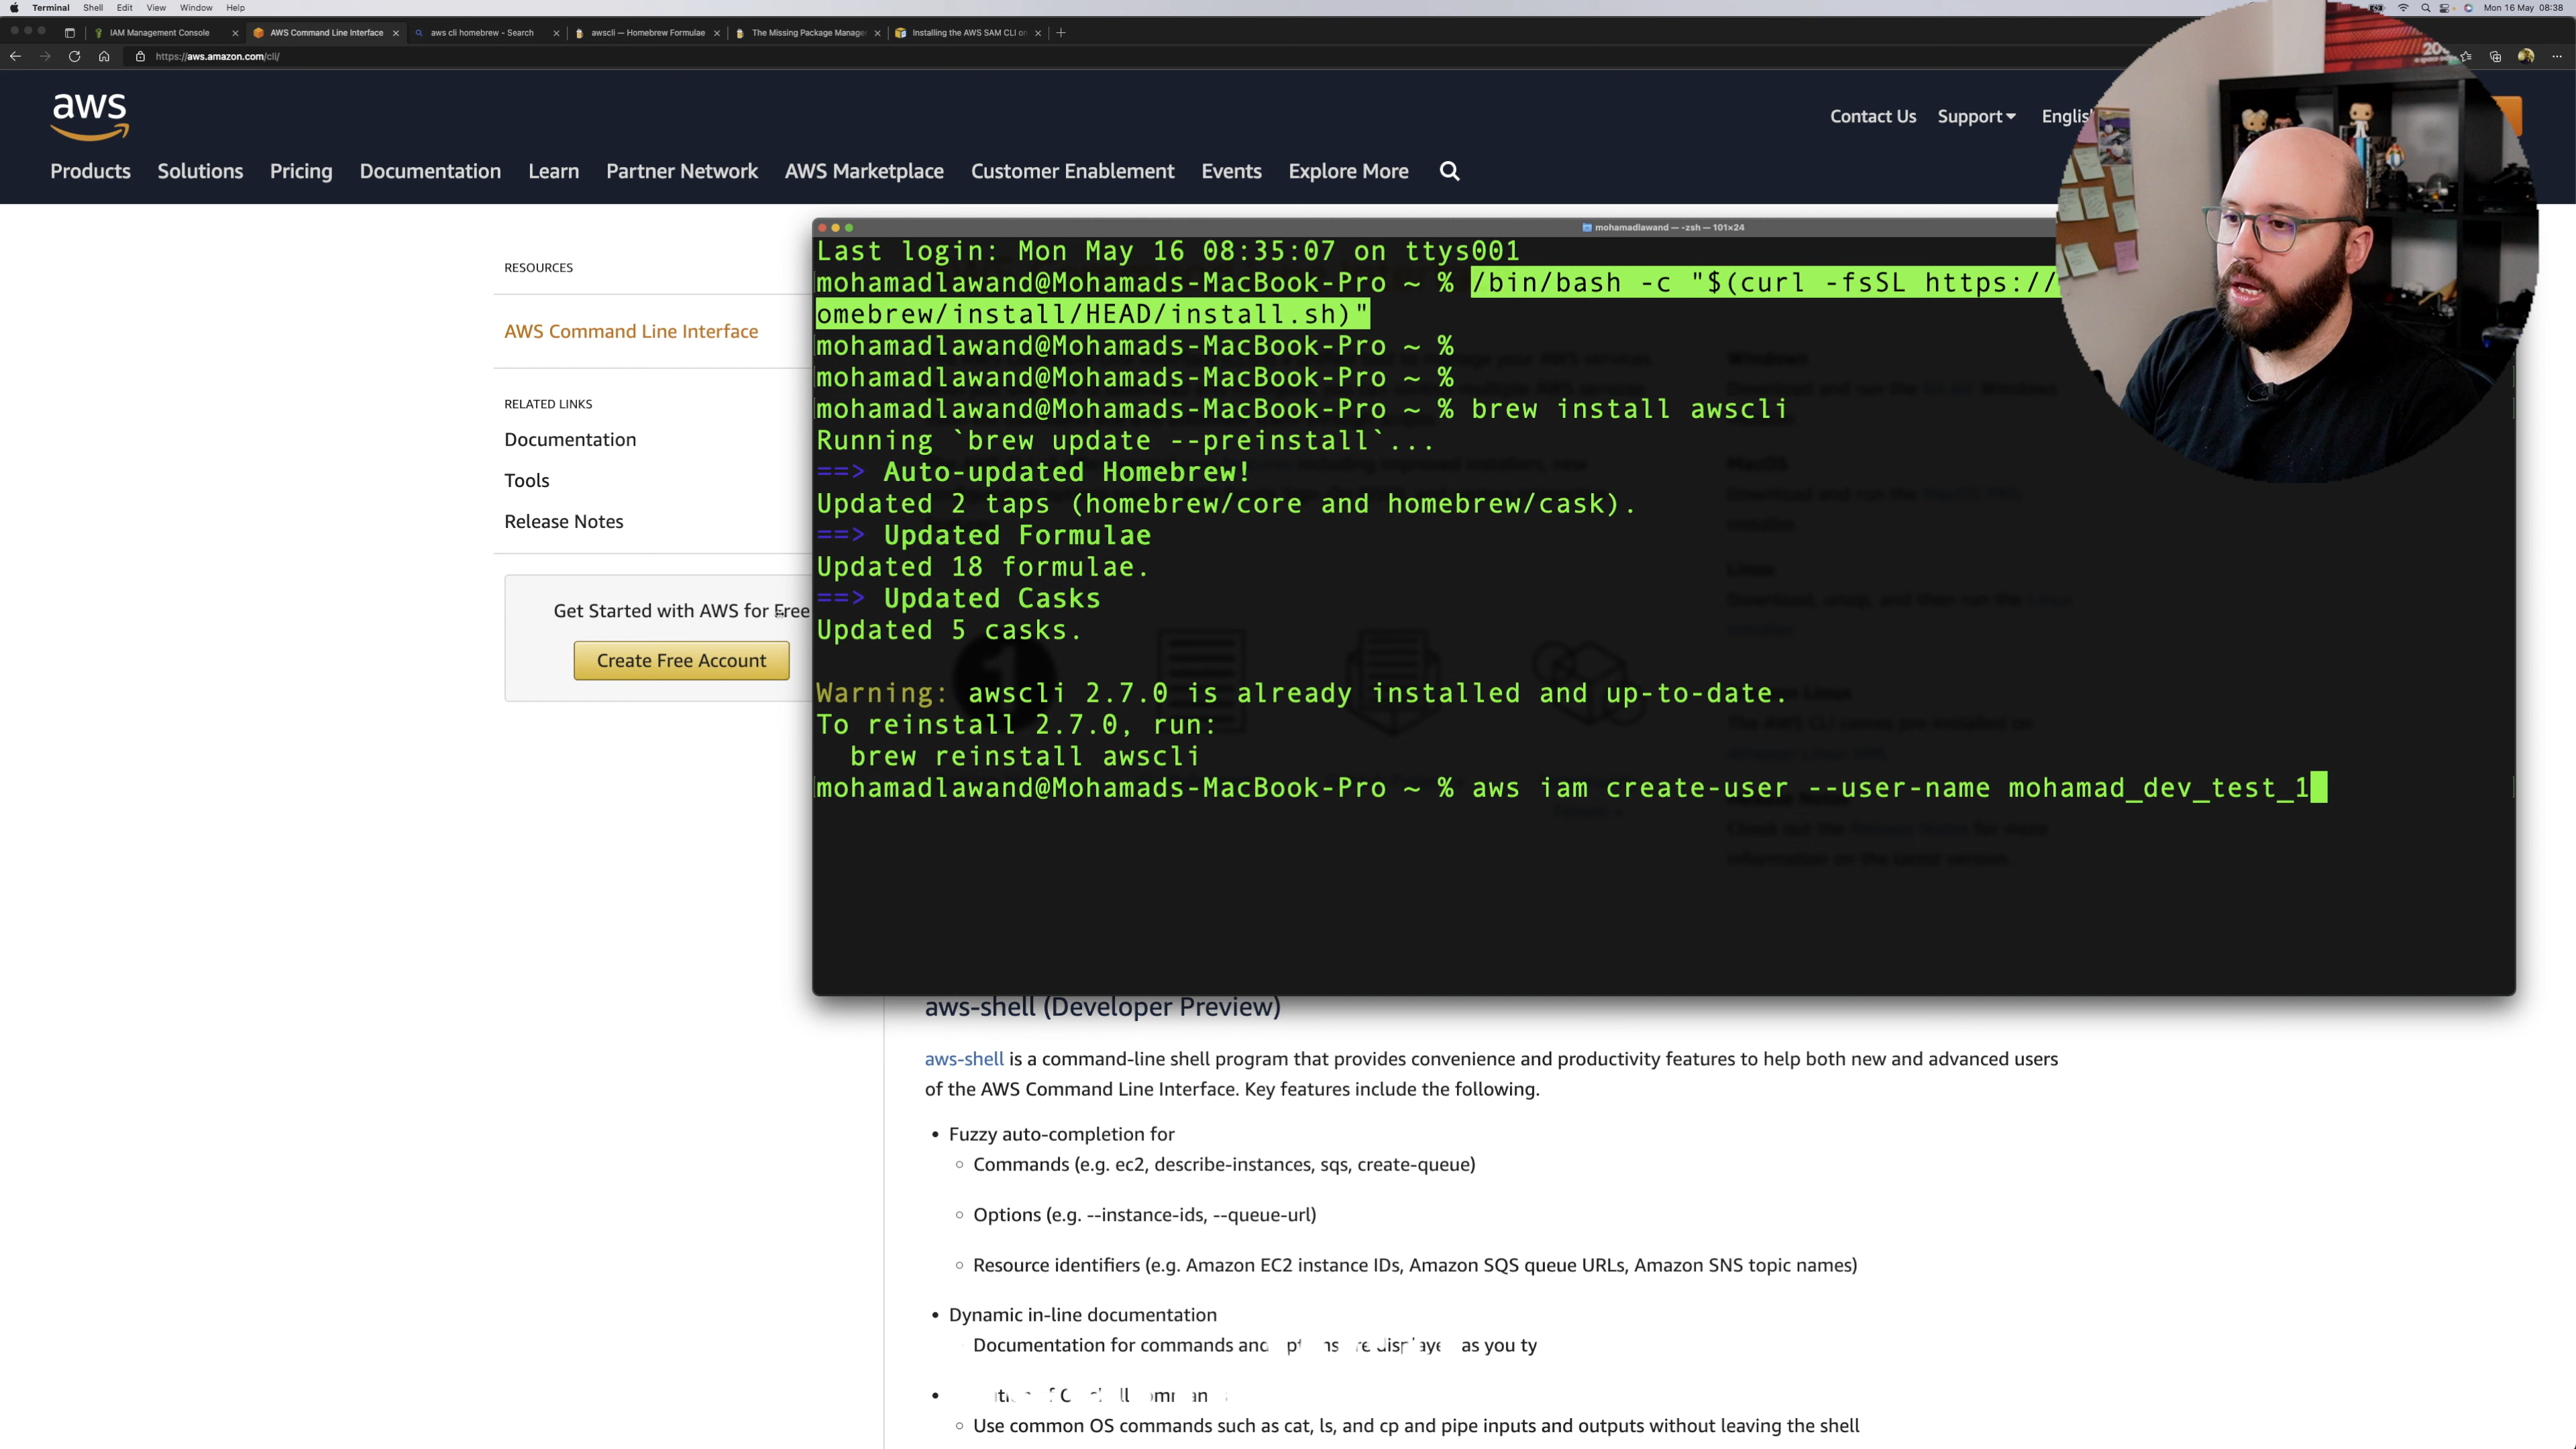 Terminal Shell Edit View Window Help
Mon 16 May 08:38
IAM Management Console
AWS Command Line Interface
aws cli homebrew - Search
awscli — Homebrew Formulae
The Missing Package Manage
Installing the AWS SAM CLI on
https://aws.amazon.com/cli/
aws
Contact Us Support English
Products Solutions Pricing Documentation Learn Partner Network AWS Marketplace Customer Enablement Events Explore More
RESOURCES
AWS Command Line Interface
RELATED LINKS
Documentation
Tools
Release Notes
Get Started with AWS for Free
Create Free Account
mohamadlawand — -zsh — 101×24
Last login: Mon May 16 08:35:07 on ttys001
mohamadlawand@Mohamads-MacBook-Pro ~ % /bin/bash -c "$(curl -fsSL https://
omebrew/install/HEAD/install.sh)"
mohamadlawand@Mohamads-MacBook-Pro ~ %
mohamadlawand@Mohamads-MacBook-Pro ~ %
mohamadlawand@Mohamads-MacBook-Pro ~ % brew install awscli
Running `brew update --preinstall`...
==> Auto-updated Homebrew!
Updated 2 taps (homebrew/core and homebrew/cask).
==> Updated Formulae
Updated 18 formulae.
==> Updated Casks
Updated 5 casks.
Warning: awscli 2.7.0 is already installed and up-to-date.
To reinstall 2.7.0, run:
brew reinstall awscli
mohamadlawand@Mohamads-MacBook-Pro ~ % aws iam create-user --user-name mohamad_dev_test_1
aws-shell (Developer Preview)
aws-shell is a command-line shell program that provides convenience and productivity features to help both new and advanced users
of the AWS Command Line Interface. Key features include the following.
• Fuzzy auto-completion for
○ Commands (e.g. ec2, describe-instances, sqs, create-queue)
○ Options (e.g. --instance-ids, --queue-url)
○ Resource identifiers (e.g. Amazon EC2 instance IDs, Amazon SQS queue URLs, Amazon SNS topic names)
• Dynamic in-line documentation
Documentation for commands as you ty
○ Use common OS commands such as cat, ls, and cp and pipe inputs and outputs without leaving the shell